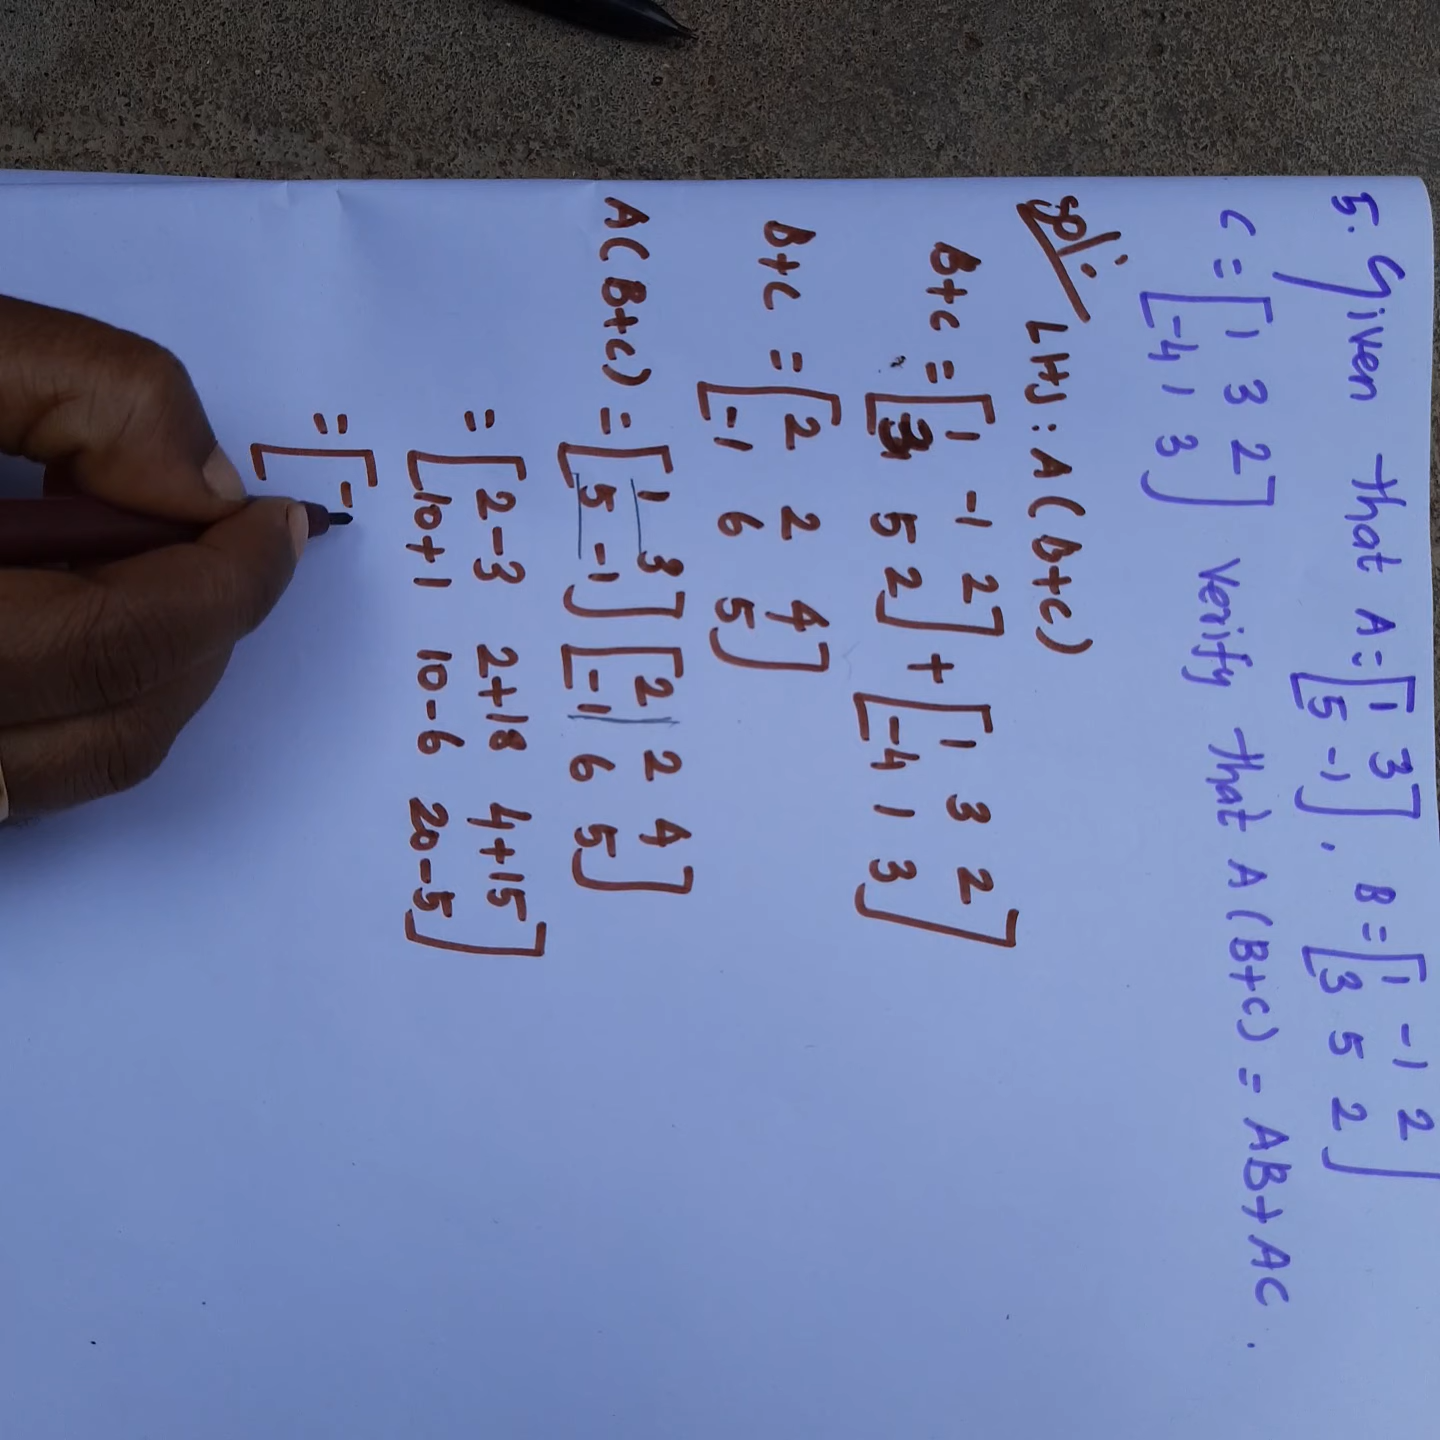 5. Given that A = [1 3
5 -1], B = [1 -1 2
3 5 2]
C = [1 3 2
-4 1 3] verify that A(B+C) = AB+AC.
Soln: LHS: A(B+C)
B+C = [1 -1 2
3 5 2] + [1 3 2
-4 1 3]
B+C = [2 2 4
-1 6 5]
A(B+C) = [1 3
5 -1] [2 2 4
-1 6 5]
= [2-3 2+18 4+15
10+1 10-6 20-5]
= [-